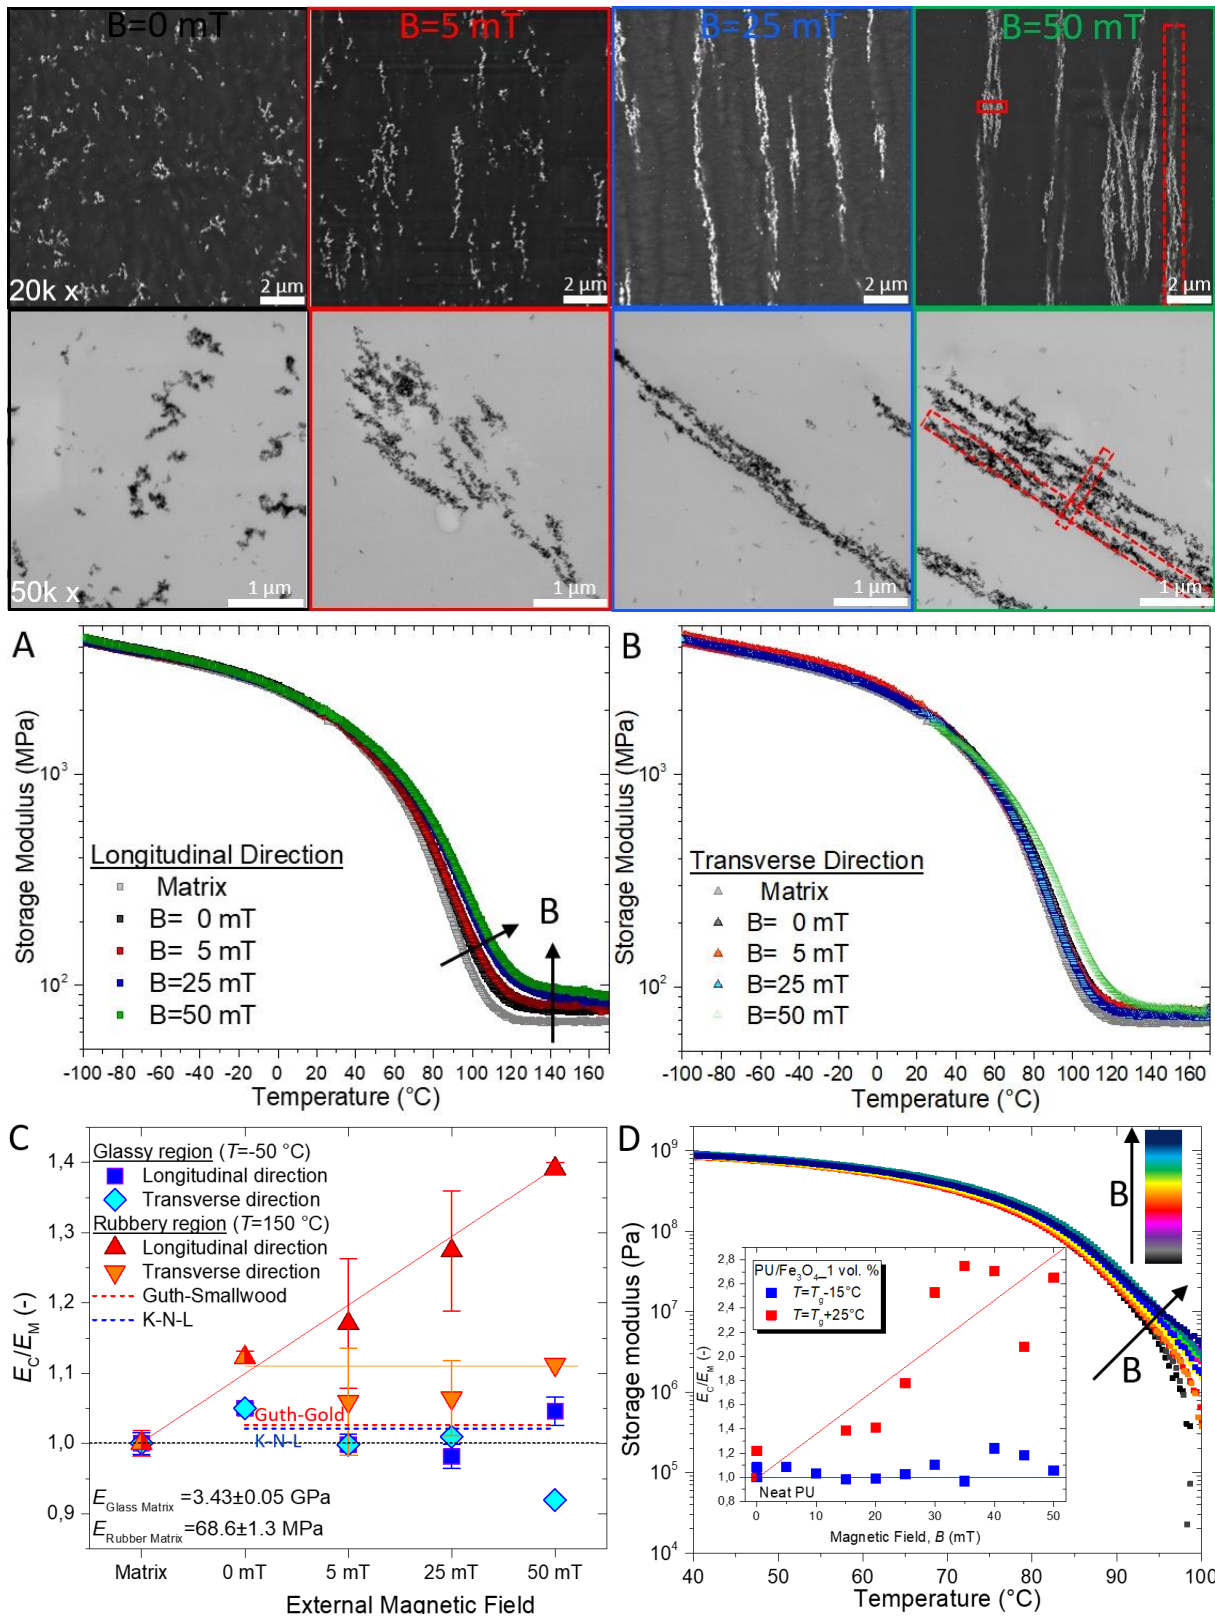 B=0 mT
B=5 mT
B=25 mT
B=50 mT
20k x
2 µm
2 µm
2 µm
2 µm
50k x
1 µm
1 µm
1 µm
1 µm
A
Storage Modulus (MPa)
10³
10²
Longitudinal Direction
Matrix
B= 0 mT
B= 5 mT
B=25 mT
B=50 mT
B
-100 -80 -60 -40 -20 0 20 40 60 80 100 120 140 160
Temperature (°C)
B
Storage Modulus (MPa)
10³
10²
Transverse Direction
Matrix
B= 0 mT
B= 5 mT
B=25 mT
B=50 mT
-100 -80 -60 -40 -20 0 20 40 60 80 100 120 140 160
Temperature (°C)
C
E_C/E_M (-)
1,4
1,3
1,2
1,1
1,0
0,9
Glassy region (T=-50 °C)
Longitudinal direction
Transverse direction
Rubbery region (T=150 °C)
Longitudinal direction
Transverse direction
Guth-Smallwood
K-N-L
Guth-Gold
K-N-L
E_Glass Matrix =3.43±0.05 GPa
E_Rubber Matrix=68.6±1.3 MPa
Matrix 0 mT 5 mT 25 mT 50 mT
External Magnetic Field
D
Storage modulus (Pa)
10⁹
10⁸
10⁷
10⁶
10⁵
10⁴
B
B
E_C/E_M (-)
2,8
2,6
2,4
2,2
2,0
1,8
1,6
1,4
1,2
1,0
0,8
PU/Fe₃O₄_1 vol. %
T=T_g-15°C
T=T_g+25°C
Neat PU
0 10 20 30 40 50
Magnetic Field, B (mT)
40 50 60 70 80 90 100
Temperature (°C)